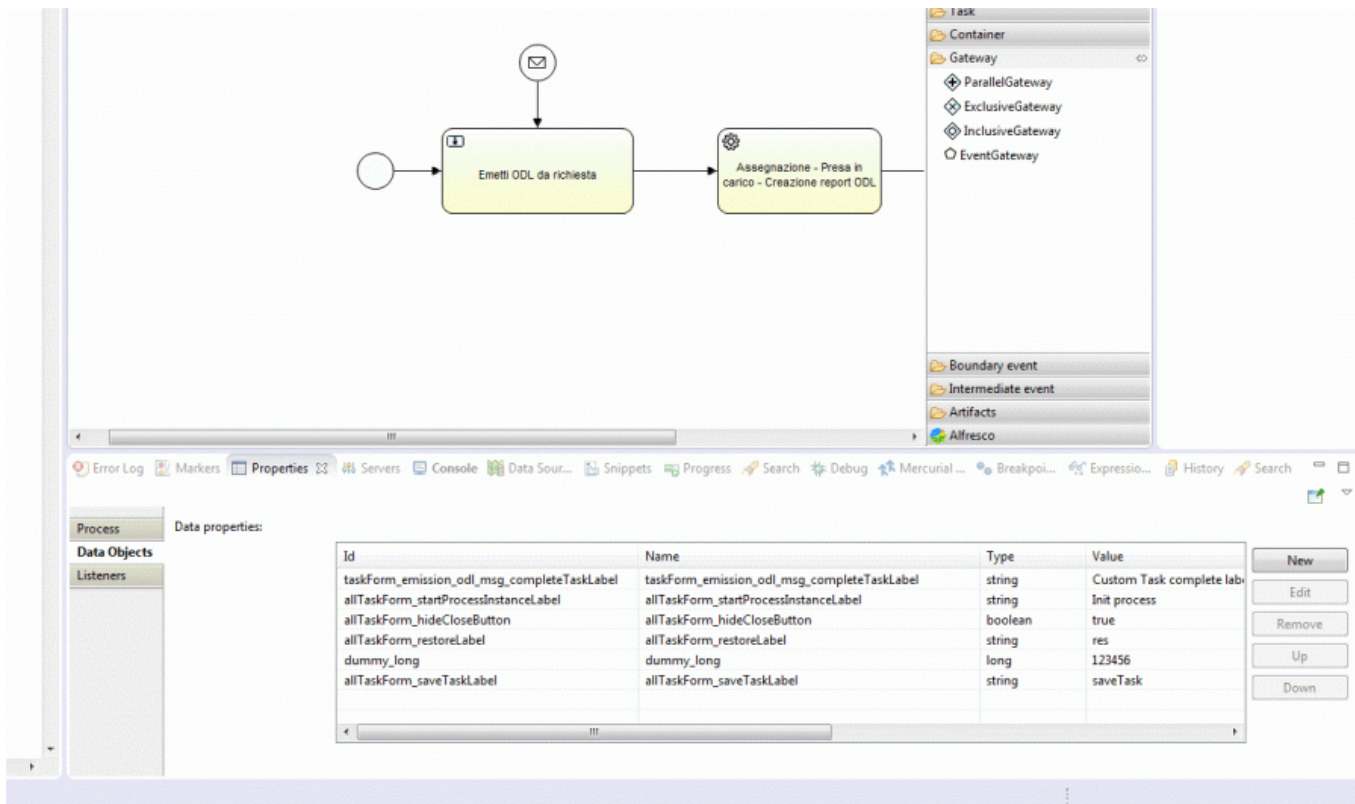 Task
Container
Gateway
ParallelGateway
ExclusiveGateway
InclusiveGateway
EventGateway
Emetti ODL da richiesta
Assegnazione - Presa in
carico - Creazione report ODL
Boundary event
Intermediate event
Artifacts
Alfresco
Error Log Markers Properties Servers Console Data Sour... Snippets Progress Search Debug Mercurial ... Breakpoi... Expressio... History Search
Process
Data Objects
Listeners
Data properties:
Id Name Type Value
taskForm_emission_odl_msg_completeTaskLabel taskForm_emission_odl_msg_completeTaskLabel string Custom Task complete lab
allTaskForm_startProcessInstanceLabel allTaskForm_startProcessInstanceLabel string Init process
allTaskForm_hideCloseButton allTaskForm_hideCloseButton boolean true
allTaskForm_restoreLabel allTaskForm_restoreLabel string res
dummy_long dummy_long long 123456
allTaskForm_saveTaskLabel allTaskForm_saveTaskLabel string saveTask
New
Edit
Remove
Up
Down